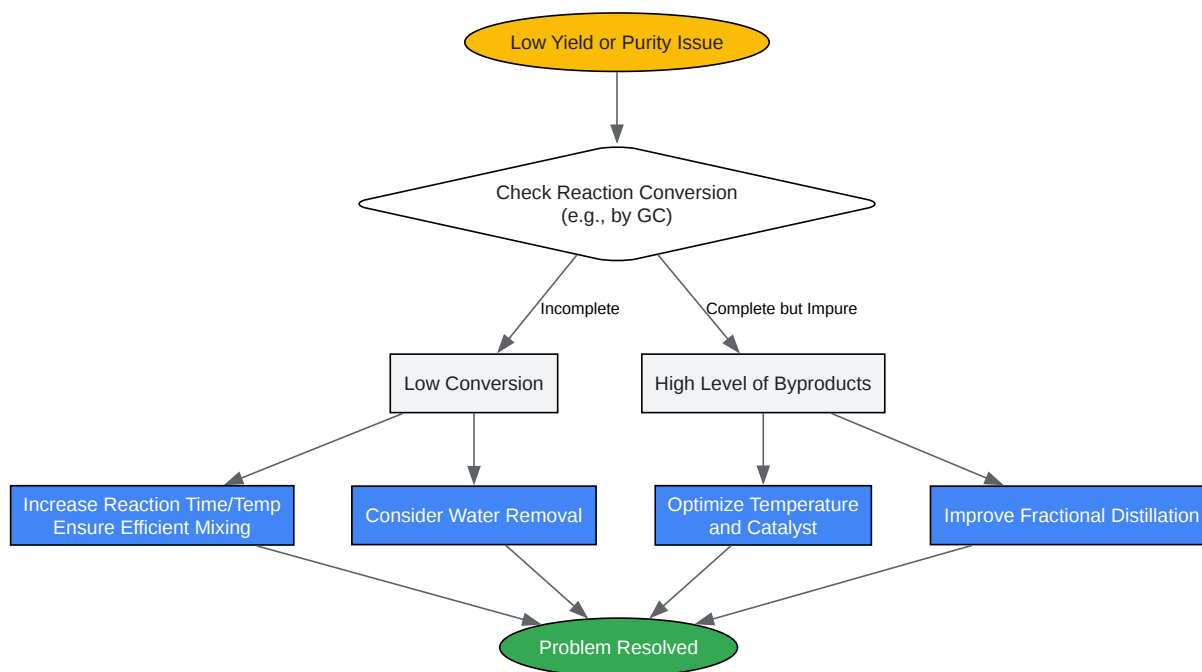 Low Yield or Purity Issue
Check Reaction Conversion
(e.g., by GC)
Incomplete
Complete but Impure
Low Conversion
High Level of Byproducts
Increase Reaction Time/Temp
Ensure Efficient Mixing
Consider Water Removal
Optimize Temperature
and Catalyst
Improve Fractional Distillation
Problem Resolved